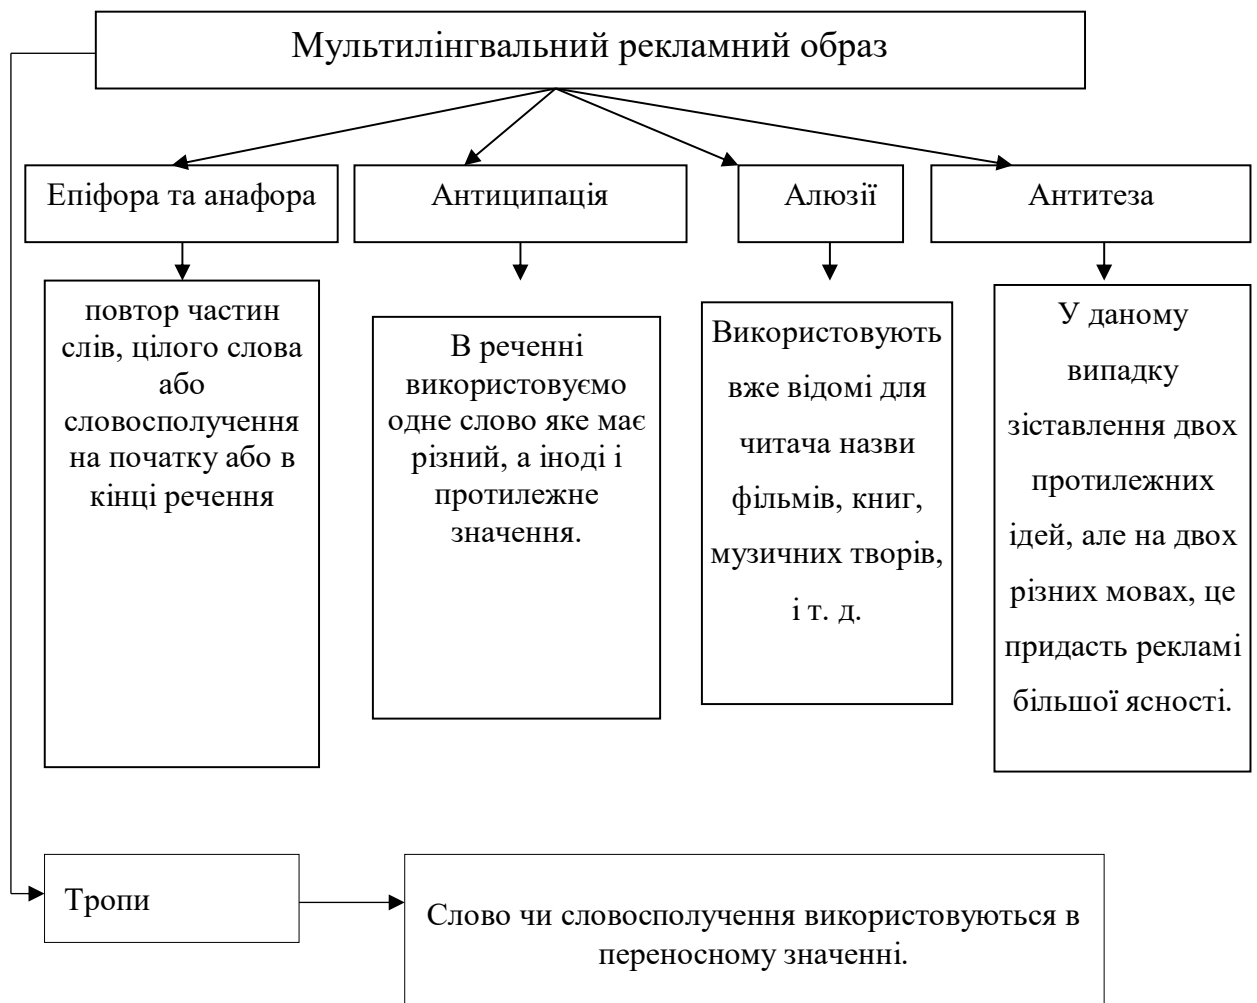 Мультилінгвальний рекламний образ
Епіфора та анафора
Антиципація
Алюзії
Антитеза
повтор частин
слів, цілого слова
або
словосполучення
на початку або в
кінці речення
В реченні
використовуємо
одне слово яке має
різний, а іноді і
протилежне
значення.
Використовують
вже відомі для
читача назви
фільмів, книг,
музичних творів,
і т. д.
У даному
випадку
зіставлення двох
протилежних
ідей, але на двох
різних мовах, це
придасть рекламі
більшої ясності.
Тропи
Слово чи словосполучення використовуються в
переносному значенні.